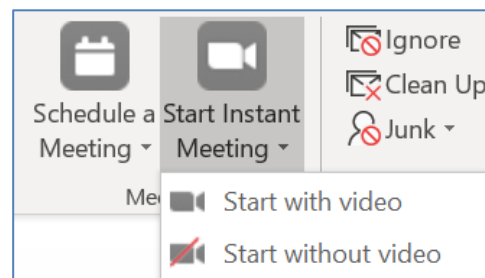 Schedule a Meeting
Start Instant Meeting
Ignore
Clean Up
Junk
Start with video
Start without video